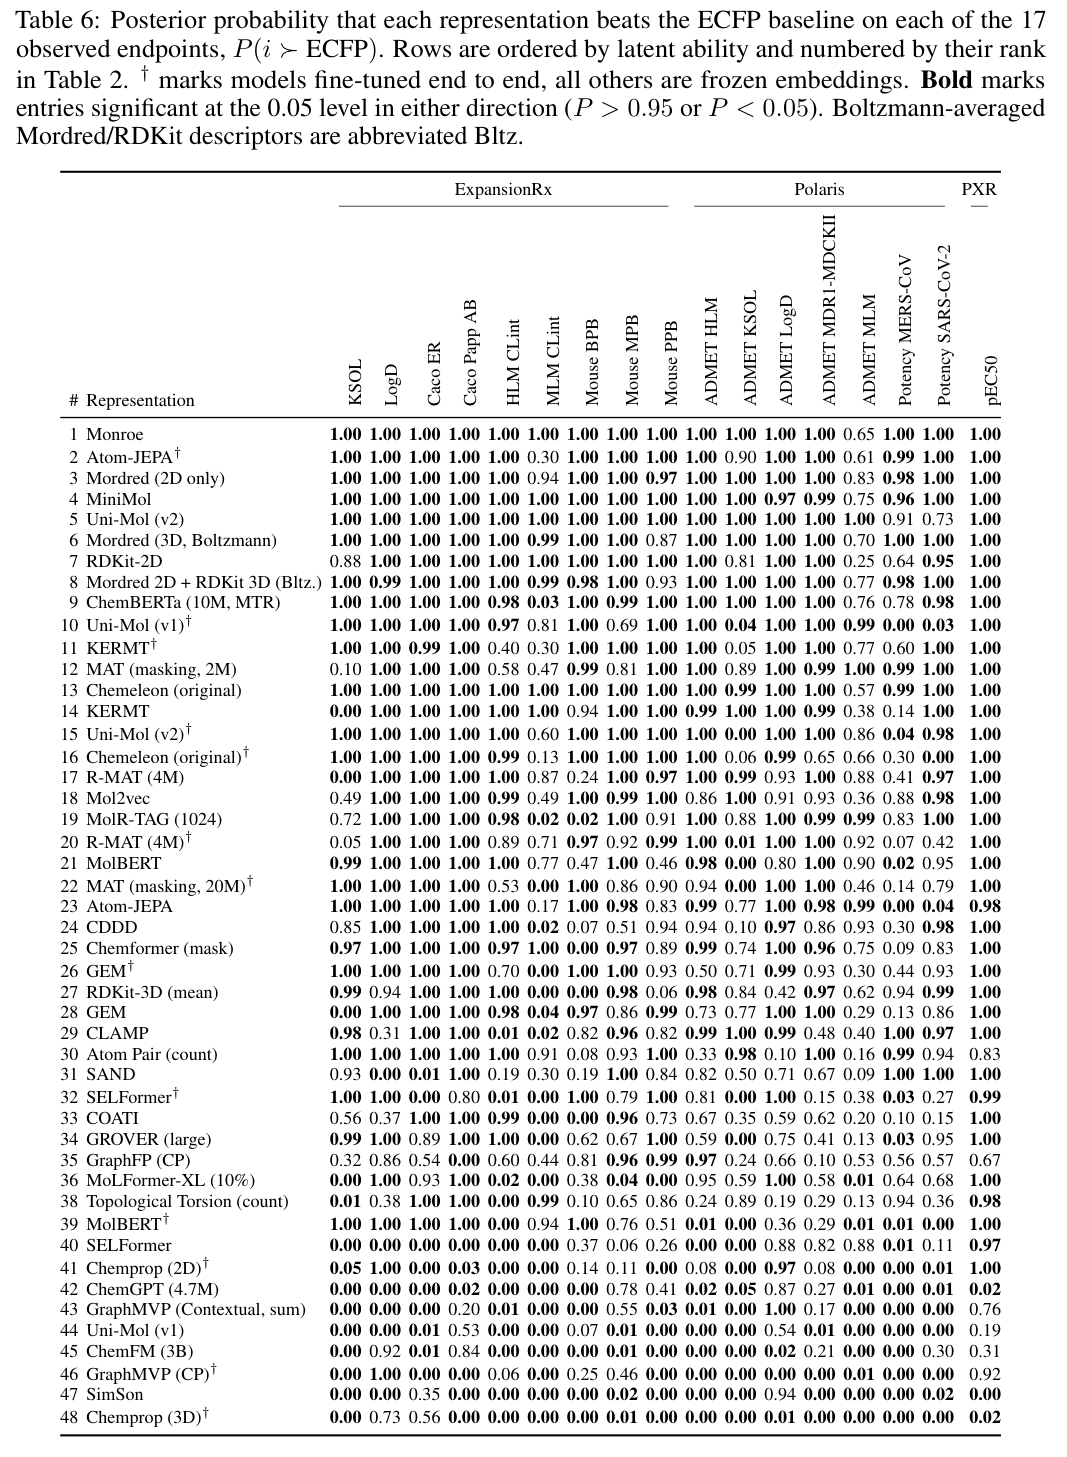 Table 6: Posterior probability that each representation beats the ECFP baseline on each of the 17
observed endpoints, P(i ≻ ECFP). Rows are ordered by latent ability and numbered by their rank
in Table 2. † marks models fine-tuned end to end, all others are frozen embeddings. Bold marks
entries significant at the 0.05 level in either direction (P > 0.95 or P < 0.05). Boltzmann-averaged
Mordred/RDKit descriptors are abbreviated Bltz.
ExpansionRx Polaris PXR
# Representation KSOL LogD Caco ER Caco Papp AB HLM CLint MLM CLint Mouse BPB Mouse MPB Mouse PPB ADMET HLM ADMET KSOL ADMET LogD ADMET MDR1-MDCKII ADMET MLM Potency MERS-CoV Potency SARS-CoV-2 pEC50
1 Monroe 1.00 1.00 1.00 1.00 1.00 1.00 1.00 1.00 1.00 1.00 1.00 1.00 1.00 0.65 1.00 1.00 1.00
2 Atom-JEPA† 1.00 1.00 1.00 1.00 1.00 0.30 1.00 1.00 1.00 1.00 0.90 1.00 1.00 0.61 0.99 1.00 1.00
3 Mordred (2D only) 1.00 1.00 1.00 1.00 1.00 0.94 1.00 1.00 0.97 1.00 1.00 1.00 1.00 0.83 0.98 1.00 1.00
4 MiniMol 1.00 1.00 1.00 1.00 1.00 1.00 1.00 1.00 1.00 1.00 1.00 0.97 0.99 0.75 0.96 1.00 1.00
5 Uni-Mol (v2) 1.00 1.00 1.00 1.00 1.00 1.00 1.00 1.00 1.00 1.00 1.00 1.00 1.00 1.00 0.91 0.73 1.00
6 Mordred (3D, Boltzmann) 1.00 1.00 1.00 1.00 1.00 0.99 1.00 1.00 0.87 1.00 1.00 1.00 1.00 0.70 1.00 1.00 1.00
7 RDKit-2D 0.88 1.00 1.00 1.00 1.00 1.00 1.00 1.00 1.00 1.00 0.81 1.00 1.00 0.25 0.64 0.95 1.00
8 Mordred 2D + RDKit 3D (Bltz.) 1.00 0.99 1.00 1.00 1.00 0.99 0.98 1.00 0.93 1.00 1.00 1.00 1.00 0.77 0.98 1.00 1.00
9 ChemBERTa (10M, MTR) 1.00 1.00 1.00 1.00 0.98 0.03 1.00 0.99 1.00 1.00 1.00 1.00 1.00 0.76 0.78 0.98 1.00
10 Uni-Mol (v1)† 1.00 1.00 1.00 1.00 0.97 0.81 1.00 0.69 1.00 1.00 0.04 1.00 1.00 0.99 0.00 0.03 1.00
11 KERMT† 1.00 1.00 0.99 1.00 0.40 0.30 1.00 1.00 1.00 1.00 0.05 1.00 1.00 0.77 0.60 1.00 1.00
12 MAT (masking, 2M) 0.10 1.00 1.00 1.00 0.58 0.47 0.99 0.81 1.00 1.00 0.89 1.00 0.99 1.00 0.99 1.00 1.00
13 Chemeleon (original) 1.00 1.00 1.00 1.00 1.00 1.00 1.00 1.00 1.00 1.00 0.99 1.00 1.00 0.57 0.99 1.00 1.00
14 KERMT 0.00 1.00 1.00 1.00 1.00 1.00 0.94 1.00 1.00 0.99 1.00 1.00 0.99 0.38 0.14 1.00 1.00
15 Uni-Mol (v2)† 1.00 1.00 1.00 1.00 1.00 0.60 1.00 1.00 1.00 1.00 0.00 1.00 1.00 0.86 0.04 0.98 1.00
16 Chemeleon (original)† 1.00 1.00 1.00 1.00 0.99 0.13 1.00 1.00 1.00 1.00 0.06 0.99 0.65 0.66 0.30 0.00 1.00
17 R-MAT (4M) 0.00 1.00 1.00 1.00 1.00 0.87 0.24 1.00 0.97 1.00 0.99 0.93 1.00 0.88 0.41 0.97 1.00
18 Mol2vec 0.49 1.00 1.00 1.00 0.99 0.49 1.00 0.99 1.00 0.86 1.00 0.91 0.93 0.36 0.88 0.98 1.00
19 MolR-TAG (1024) 0.72 1.00 1.00 1.00 0.98 0.02 0.02 1.00 0.91 1.00 0.88 1.00 0.99 0.99 0.83 1.00 1.00
20 R-MAT (4M)† 0.05 1.00 1.00 1.00 0.89 0.71 0.97 0.92 0.99 1.00 0.01 1.00 1.00 0.92 0.07 0.42 1.00
21 MolBERT 0.99 1.00 1.00 1.00 1.00 0.77 0.47 1.00 0.46 0.98 0.00 0.80 1.00 0.90 0.02 0.95 1.00
22 MAT (masking, 20M)† 1.00 1.00 1.00 1.00 0.53 0.00 1.00 0.86 0.90 0.94 0.00 1.00 1.00 0.46 0.14 0.79 1.00
23 Atom-JEPA 1.00 1.00 1.00 1.00 1.00 0.17 1.00 0.98 0.83 0.99 0.77 1.00 0.98 0.99 0.00 0.04 0.98
24 CDDD 0.85 1.00 1.00 1.00 1.00 0.02 0.07 0.51 0.94 0.94 0.10 0.97 0.86 0.93 0.30 0.98 1.00
25 Chemformer (mask) 0.97 1.00 1.00 1.00 0.97 1.00 0.00 0.97 0.89 0.99 0.74 1.00 0.96 0.75 0.09 0.83 1.00
26 GEM† 1.00 1.00 1.00 1.00 0.70 0.00 1.00 1.00 0.93 0.50 0.71 0.99 0.93 0.30 0.44 0.93 1.00
27 RDKit-3D (mean) 0.99 0.94 1.00 1.00 1.00 0.00 0.00 0.98 0.06 0.98 0.84 0.42 0.97 0.62 0.94 0.99 1.00
28 GEM 0.00 1.00 1.00 1.00 0.98 0.04 0.97 0.86 0.99 0.73 0.77 1.00 1.00 0.29 0.13 0.86 1.00
29 CLAMP 0.98 0.31 1.00 1.00 0.01 0.02 0.82 0.96 0.82 0.99 1.00 0.99 0.48 0.40 1.00 0.97 1.00
30 Atom Pair (count) 1.00 1.00 1.00 1.00 1.00 0.91 0.08 0.93 1.00 0.33 0.98 0.10 1.00 0.16 0.99 0.94 0.83
31 SAND 0.93 0.00 0.01 1.00 0.19 0.30 0.19 1.00 0.84 0.82 0.50 0.71 0.67 0.09 1.00 1.00 1.00
32 SELFormer† 1.00 1.00 0.00 0.80 0.01 0.00 1.00 0.79 1.00 0.81 0.00 1.00 0.15 0.38 0.03 0.27 0.99
33 COATI 0.56 0.37 1.00 1.00 0.99 0.00 0.00 0.96 0.73 0.67 0.35 0.59 0.62 0.20 0.10 0.15 1.00
34 GROVER (large) 0.99 1.00 0.89 1.00 1.00 0.00 0.62 0.67 1.00 0.59 0.00 0.75 0.41 0.13 0.03 0.95 1.00
35 GraphFP (CP) 0.32 0.86 0.54 0.00 0.60 0.44 0.81 0.96 0.99 0.97 0.24 0.66 0.10 0.53 0.56 0.57 0.67
36 MoLFormer-XL (10%) 0.00 1.00 0.93 1.00 0.02 0.00 0.38 0.04 0.00 0.95 0.59 1.00 0.58 0.01 0.64 0.68 1.00
38 Topological Torsion (count) 0.01 0.38 1.00 1.00 0.00 0.99 0.10 0.65 0.86 0.24 0.89 0.19 0.29 0.13 0.94 0.36 0.98
39 MolBERT† 1.00 1.00 1.00 1.00 0.00 0.94 1.00 0.76 0.51 0.01 0.00 0.36 0.29 0.01 0.01 0.00 1.00
40 SELFormer 0.00 0.00 0.00 0.00 0.00 0.00 0.37 0.06 0.26 0.00 0.00 0.88 0.82 0.88 0.01 0.11 0.97
41 Chemprop (2D)† 0.05 1.00 0.00 0.03 0.00 0.00 0.14 0.11 0.00 0.08 0.00 0.97 0.08 0.00 0.00 0.01 1.00
42 ChemGPT (4.7M) 0.00 0.00 0.00 0.02 0.00 0.00 0.00 0.78 0.41 0.02 0.05 0.87 0.27 0.01 0.00 0.01 0.02
43 GraphMVP (Contextual, sum) 0.00 0.00 0.00 0.20 0.01 0.00 0.00 0.55 0.03 0.01 0.00 1.00 0.17 0.00 0.00 0.00 0.76
44 Uni-Mol (v1) 0.00 0.00 0.01 0.53 0.00 0.00 0.07 0.01 0.00 0.00 0.00 0.54 0.01 0.00 0.00 0.00 0.19
45 ChemFM (3B) 0.00 0.92 0.01 0.84 0.00 0.00 0.00 0.01 0.00 0.00 0.00 0.02 0.21 0.00 0.00 0.30 0.31
46 GraphMVP (CP)† 0.00 1.00 0.00 0.00 0.06 0.00 0.25 0.46 0.00 0.00 0.00 0.00 0.00 0.01 0.00 0.00 0.92
47 SimSon 0.00 0.00 0.35 0.00 0.00 0.00 0.00 0.02 0.00 0.00 0.00 0.94 0.00 0.00 0.00 0.02 0.00
48 Chemprop (3D)† 0.00 0.73 0.56 0.00 0.00 0.00 0.00 0.01 0.00 0.00 0.00 0.01 0.00 0.00 0.00 0.00 0.02